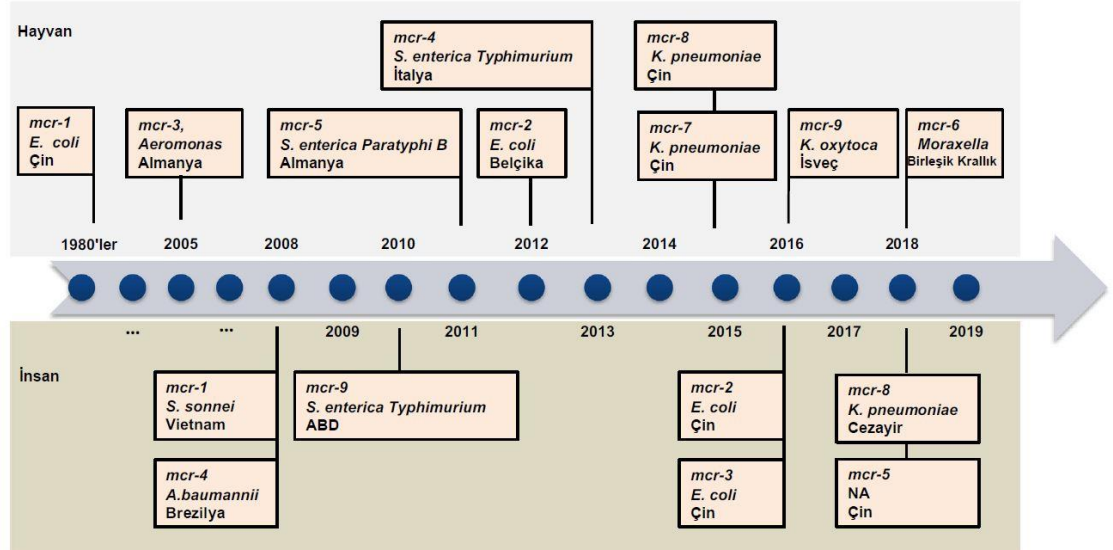 Hayvan
mcr-4
S. enterica Typhimurium
İtalya
mcr-8
K. pneumoniae
Çin
mcr-1
E. coli
Çin
mcr-3,
Aeromonas
Almanya
mcr-5
S. enterica Paratyphi B
Almanya
mcr-2
E. coli
Belçika
mcr-7
K. pneumoniae
Çin
mcr-9
K. oxytoca
İsveç
mcr-6
Moraxella
Birleşik Krallık
1980'ler 2005 2008 2010 2012 2014 2016 2018
... ... 2009 2011 2013 2015 2017 2019
İnsan
mcr-1
S. sonnei
Vietnam
mcr-9
S. enterica Typhimurium
ABD
mcr-2
E. coli
Çin
mcr-8
K. pneumoniae
Cezayir
mcr-4
A.baumannii
Brezilya
mcr-3
E. coli
Çin
mcr-5
NA
Çin